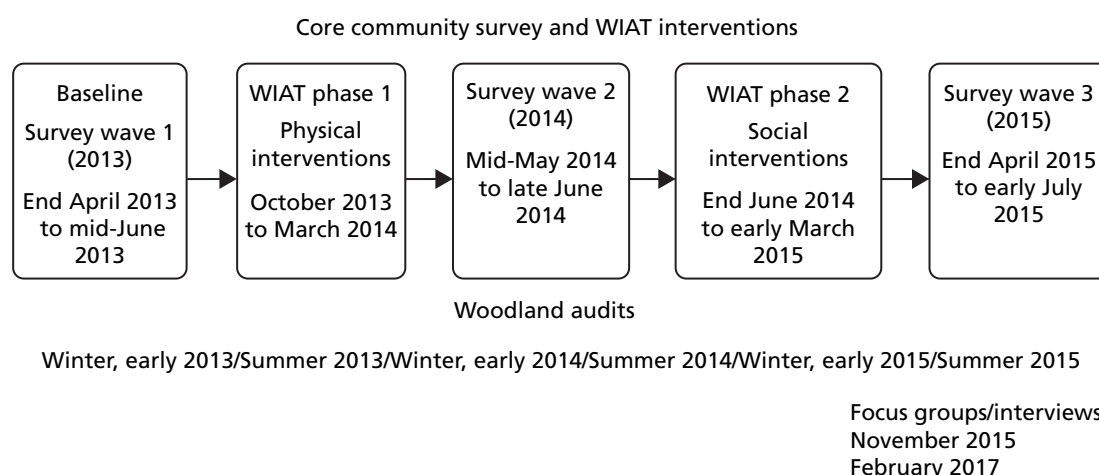 Core community survey and WIAT interventions
Baseline
Survey wave 1
(2013)
End April 2013
to mid-June
2013
WIAT phase 1
Physical
interventions
October 2013
to March 2014
Survey wave 2
(2014)
Mid-May 2014
to late June
2014
WIAT phase 2
Social
interventions
End June 2014
to early March
2015
Survey wave 3
(2015)
End April 2015
to early July
2015
Woodland audits
Winter, early 2013/Summer 2013/Winter, early 2014/Summer 2014/Winter, early 2015/Summer 2015
Focus groups/interviews
November 2015
February 2017